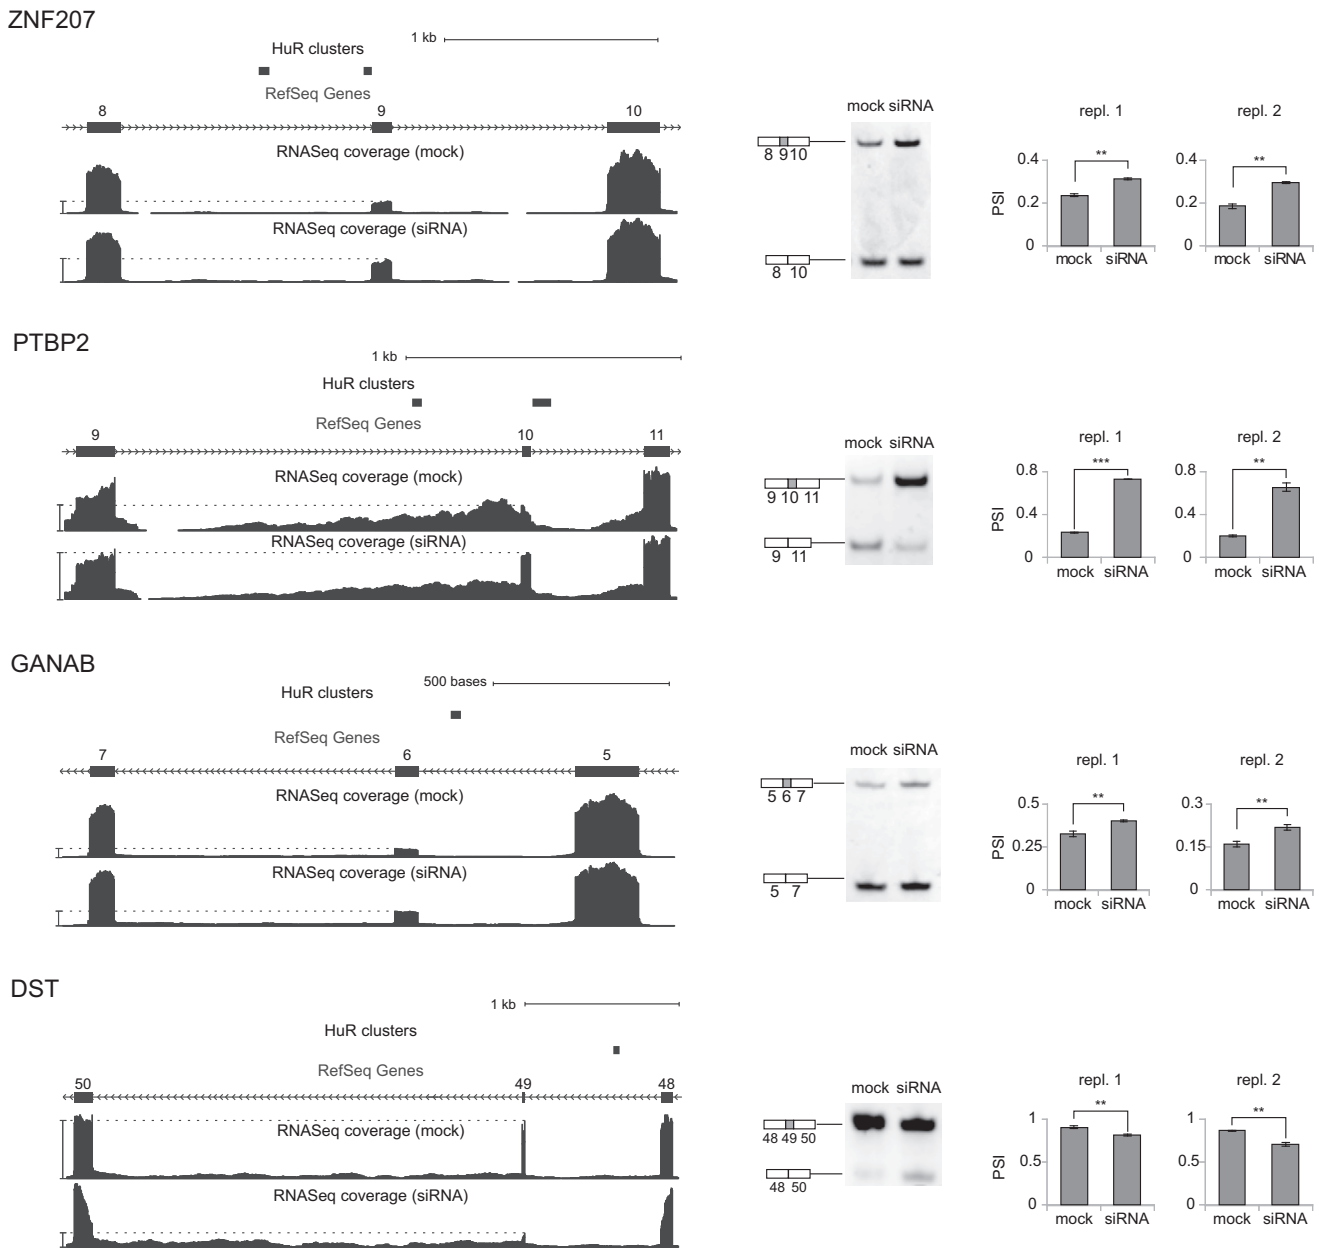 ZNF207
1 kb
HuR clusters
RefSeq Genes
8 9 10
RNASeq coverage (mock)
RNASeq coverage (siRNA)
mock siRNA
8 9 10
8 10
repl. 1
**
0.4
0.2
0
PSI
mock siRNA
repl. 2
**
0.4
0.2
0
mock siRNA
PTBP2
1 kb
HuR clusters
RefSeq Genes
9 10 11
RNASeq coverage (mock)
RNASeq coverage (siRNA)
mock siRNA
9 10 11
9 11
repl. 1
***
0.8
0.4
0
PSI
mock siRNA
repl. 2
**
0.8
0.4
0
mock siRNA
GANAB
500 bases
HuR clusters
RefSeq Genes
7 6 5
RNASeq coverage (mock)
RNASeq coverage (siRNA)
mock siRNA
5 6 7
5 7
repl. 1
**
0.5
0.25
0
PSI
mock siRNA
repl. 2
**
0.3
0.15
0
mock siRNA
DST
1 kb
HuR clusters
RefSeq Genes
50 49 48
RNASeq coverage (mock)
RNASeq coverage (siRNA)
mock siRNA
48 49 50
48 50
repl. 1
**
1
0.5
0
PSI
mock siRNA
repl. 2
**
1
0.5
0
mock siRNA